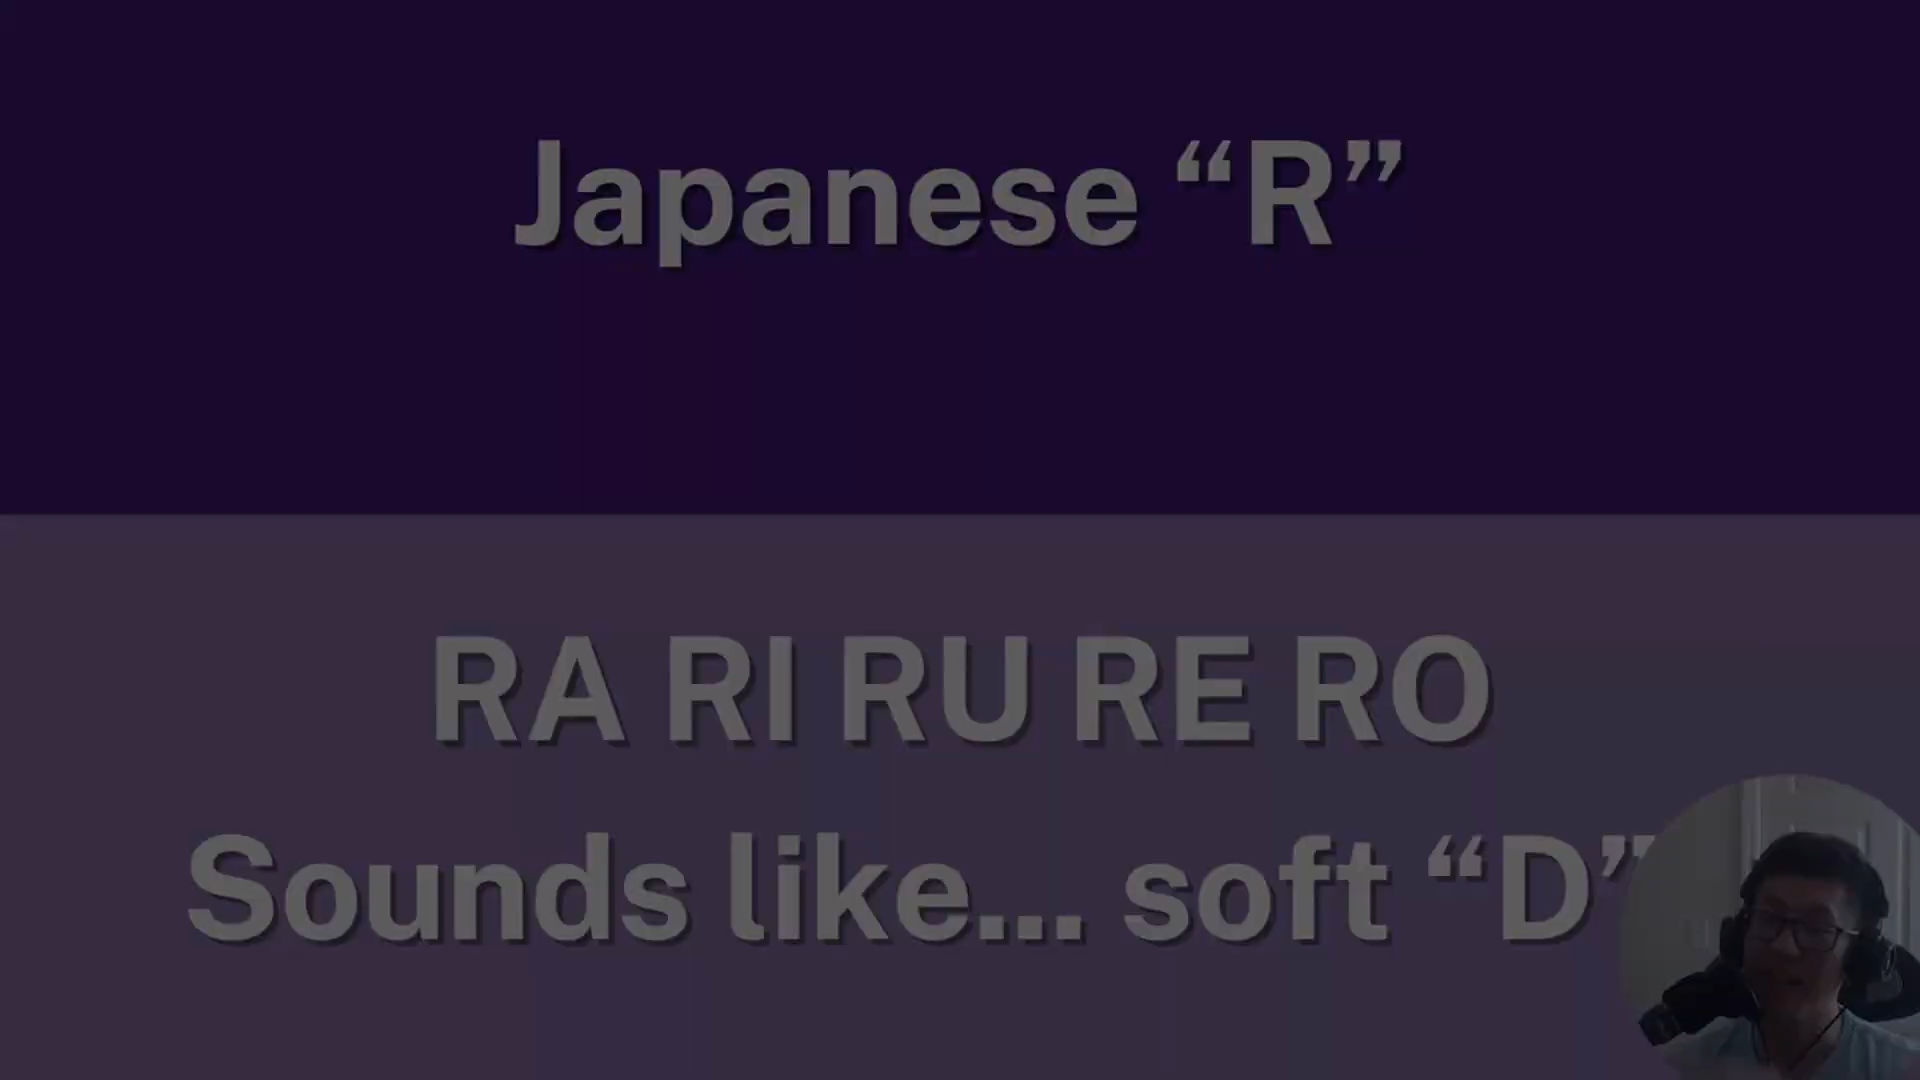 Japanese “R”
RA RI RU RE RO
Sounds like... soft “D”